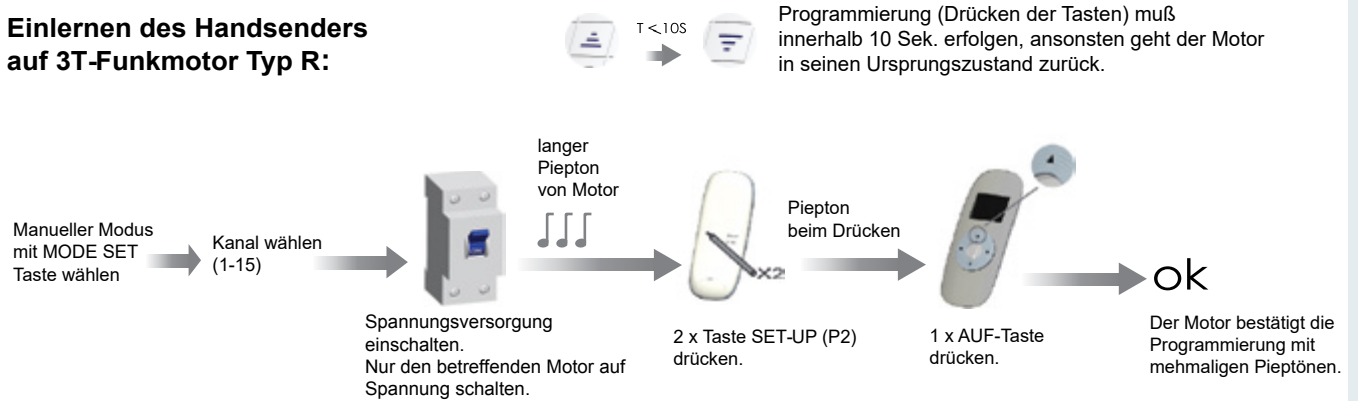 Einlernen des Handsenders
auf 3T-Funkmotor Typ R:
T<10S
Programmierung (Drücken der Tasten) muß
innerhalb 10 Sek. erfolgen, ansonsten geht der Motor
in seinen Ursprungszustand zurück.
Manueller Modus
mit MODE SET
Taste wählen
Kanal wählen
(1-15)
langer
Piepton
von Motor
Spannungsversorgung
einschalten.
Nur den betreffenden Motor auf
Spannung schalten.
X2
2 x Taste SET-UP (P2)
drücken.
Piepton
beim Drücken
1 x AUF-Taste
drücken.
ok
Der Motor bestätigt die
Programmierung mit
mehmaligen Pieptönen.